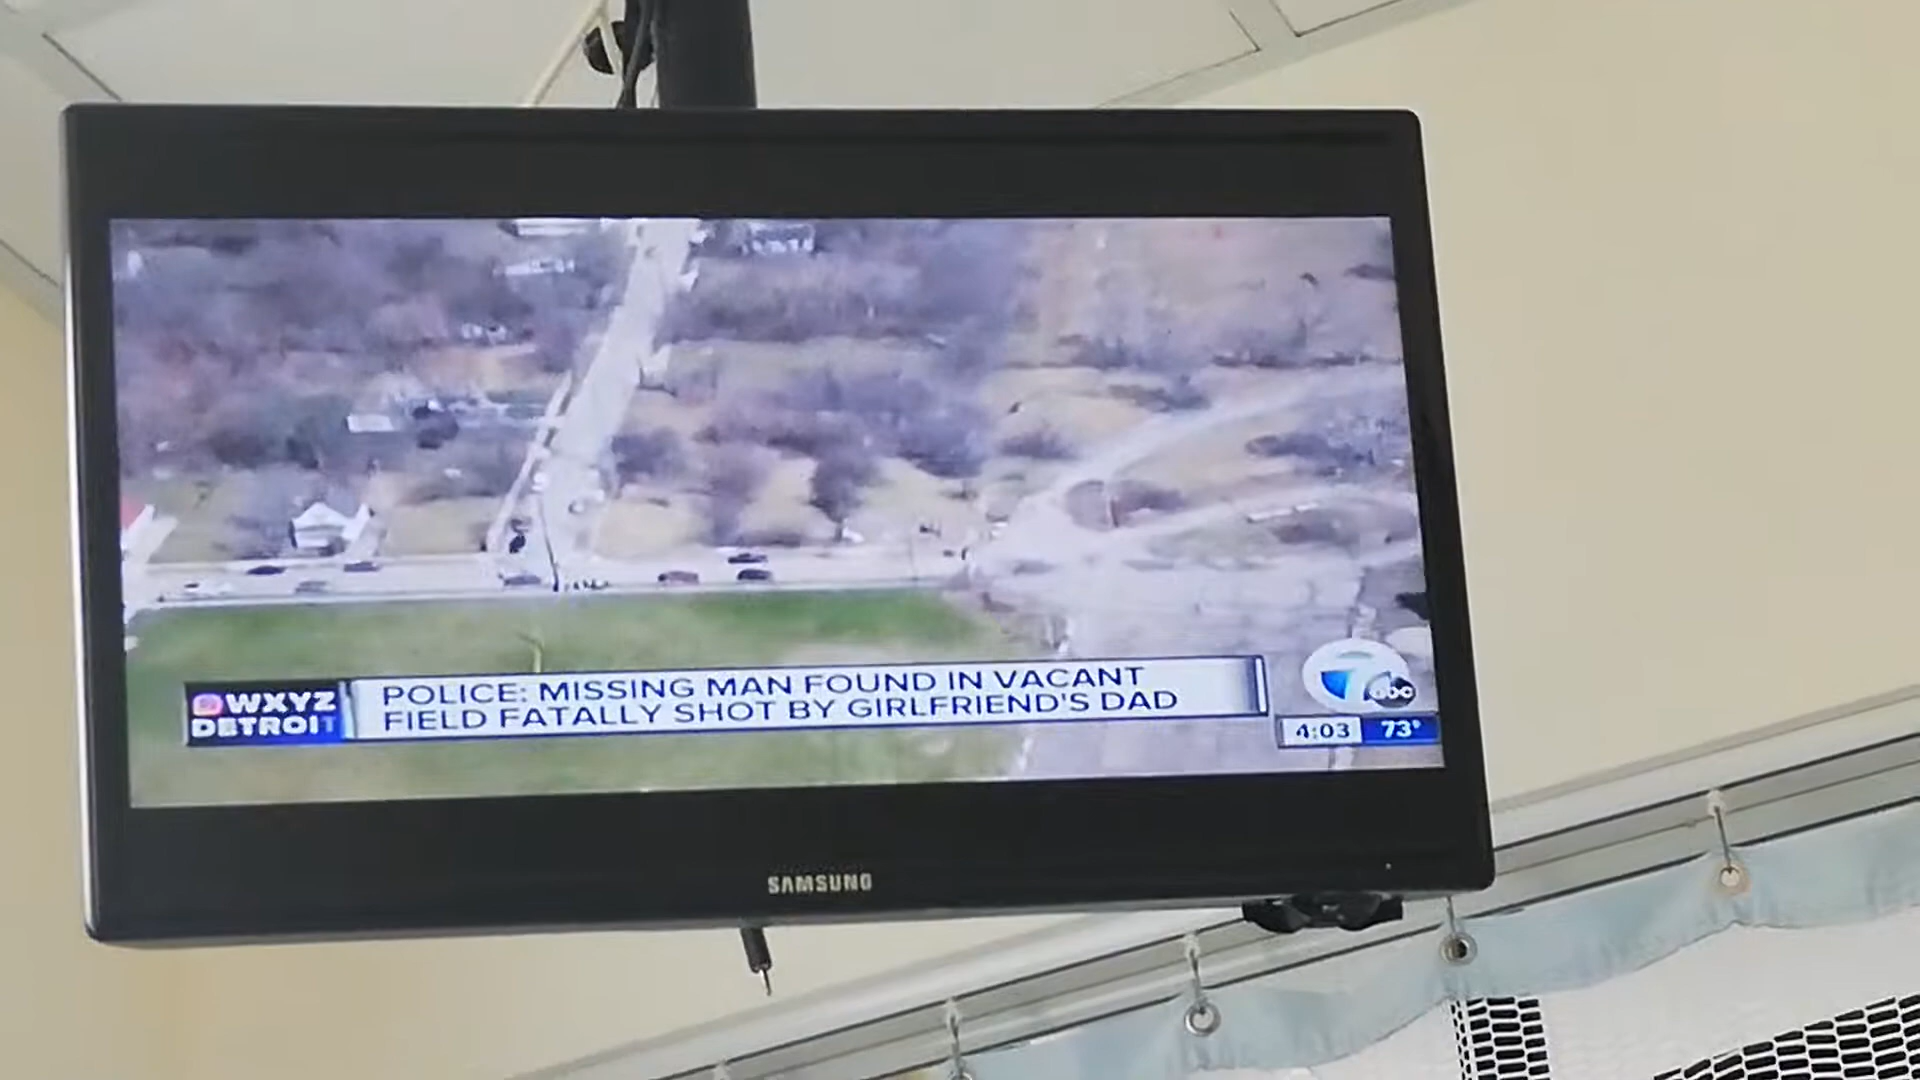 WXYZ
DETROIT
POLICE: MISSING MAN FOUND IN VACANT
FIELD FATALLY SHOT BY GIRLFRIEND'S DAD
7 abc
4:03 73°
SAMSUNG